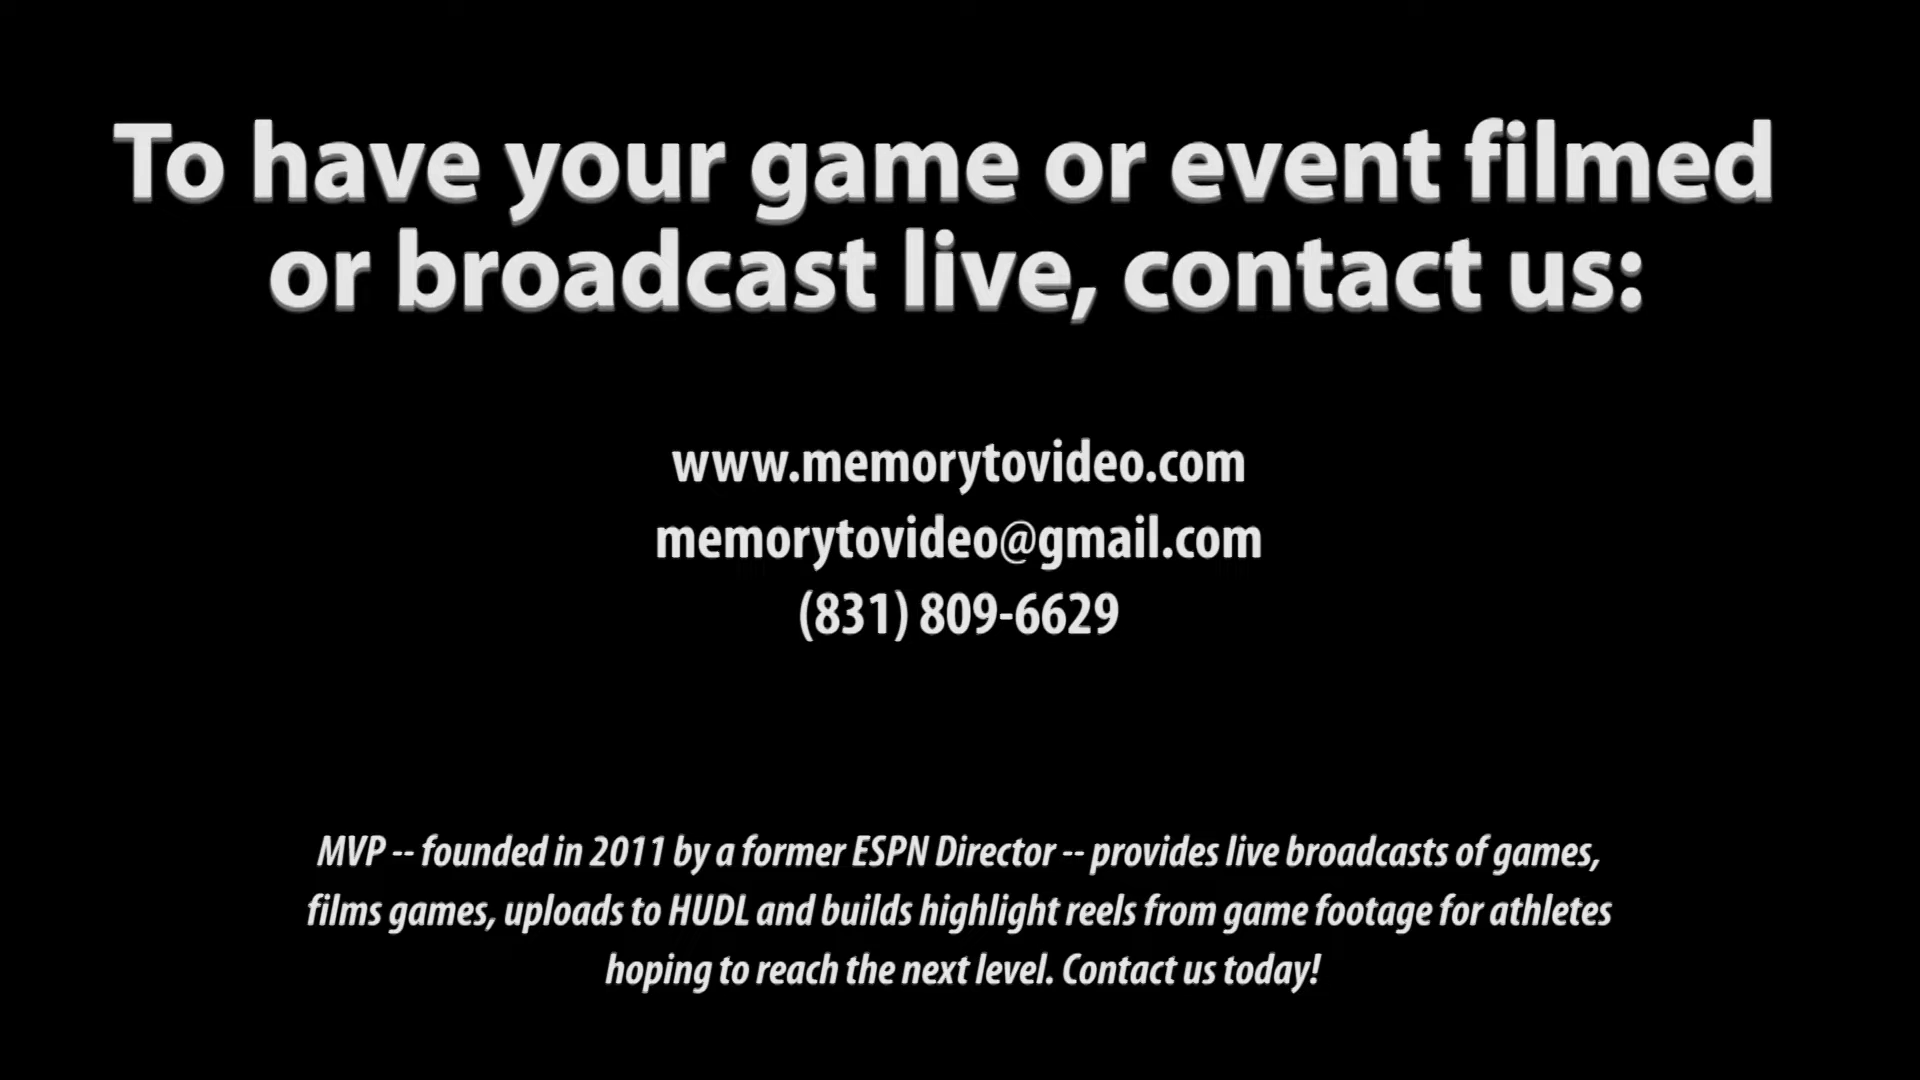 To have your game or event filmed
or broadcast live, contact us:
www.memorytovideo.com
memorytovideo@gmail.com
(831) 809-6629
MVP -- founded in 2011 by a former ESPN Director -- provides live broadcasts of games,
films games, uploads to HUDL and builds highlight reels from game footage for athletes
hoping to reach the next level. Contact us today!